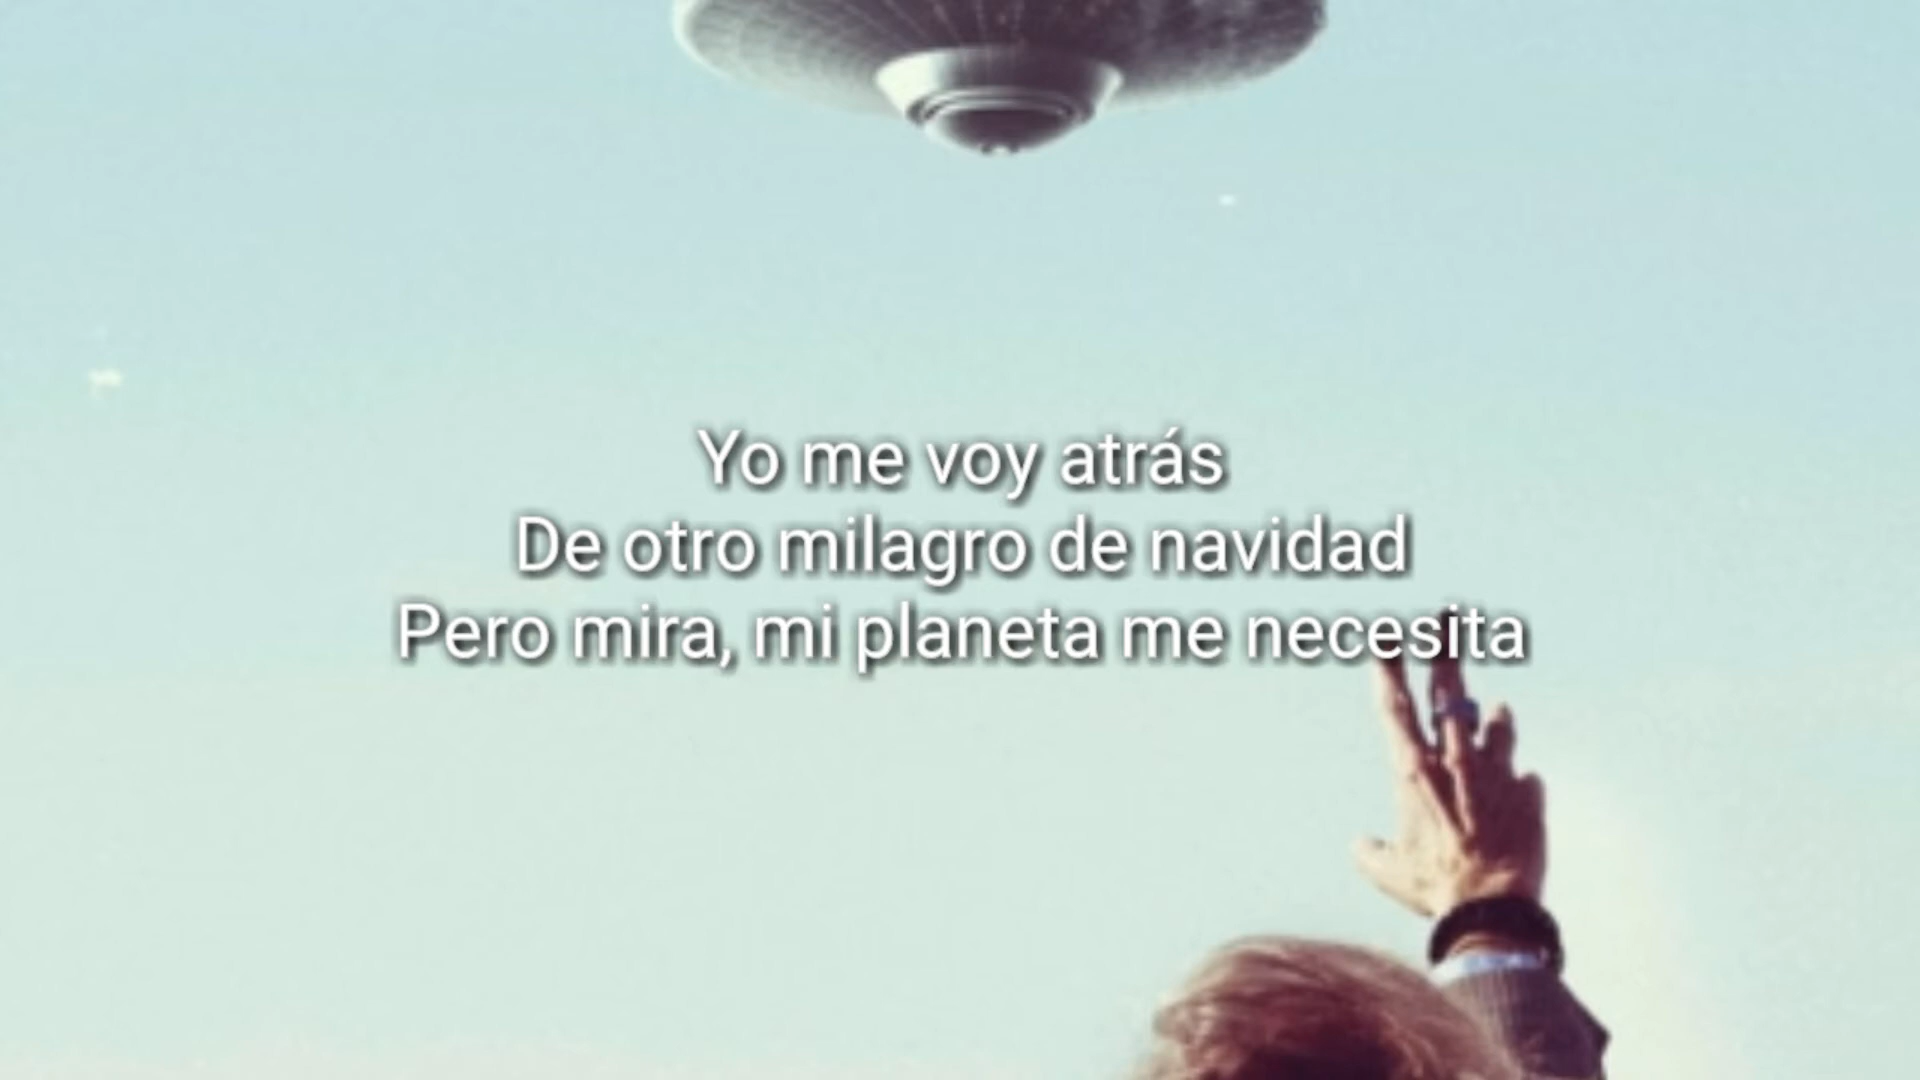 Yo me voy atrás
De otro milagro de navidad
Pero mira, mi planeta me necesita